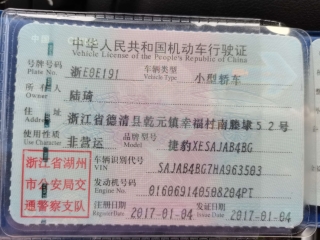 中华人民共和国机动车行驶证
Vehicle License of the People's Republic of China
号牌号码 浙E0E191 车辆类型 小型轿车
Plate No. Vehicle Type
所有人 陆琦
Owner
住址 浙江省德清县乾元镇幸福村南塍埭52号
Address
使用性质 非营运 品牌型号 捷豹XESAJAB4BG
Use Character Model
浙江省湖州
市公安局交
通警察支队
车辆识别代号 SAJAB4BG7HA963503
VIN
发动机号码 016069140508204PT
Engine No.
注册日期 2017-01-04 发证日期 2017-01-04
Register Date Issue Date